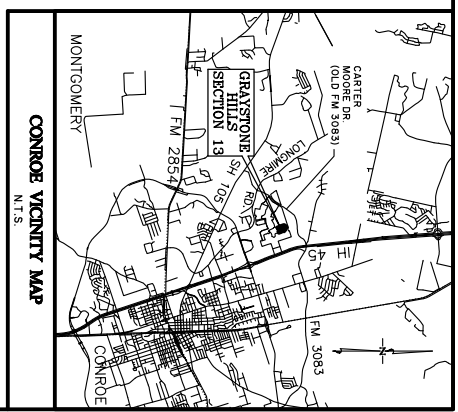 CARTER
MOORE DR.
(OLD FM 3083)
GRAYSTONE
HILLS
SECTION 13
LONGMIRE
RD.
SH 105
FM 2854
IH 45
FM 3083
N
MONTGOMERY
CONROE
CONROE VICINITY MAP
N.T.S.